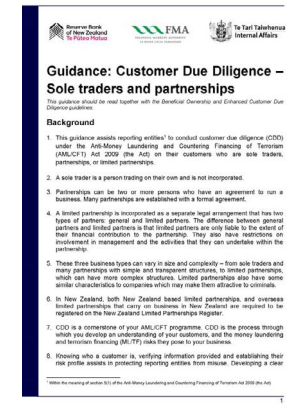 Reserve Bank
of New Zealand
Te Pūtea Matua
FMA
FINANCIAL MARKETS AUTHORITY
Te Tari Taiwhenua
Internal Affairs
Guidance: Customer Due Diligence –
Sole traders and partnerships
This guidance should be read together with the Beneficial Ownership and Enhanced Customer Due
Diligence guidelines.
Background
1. This guidance assists reporting entities¹ to conduct customer due diligence (CDD)
under the Anti-Money Laundering and Countering Financing of Terrorism
(AML/CFT) Act 2009 (the Act) on their customers who are sole traders,
partnerships, or limited partnerships.
2. A sole trader is a person trading on their own and is not incorporated.
3. Partnerships can be two or more persons who have an agreement to run a
business. Many partnerships are established with a formal agreement.
4. A limited partnership is incorporated as a separate legal arrangement that has two
types of partners: general and limited partners. The difference between general
partners and limited partners is that limited partners are only liable to the extent of
their financial contribution to the partnership. They also have restrictions on
involvement in management and the activities that they can undertake within the
partnership.
5. These three business types can vary in size and complexity – from sole traders and
many partnerships with simple and transparent structures, to limited partnerships,
which can have more complex structures. Limited partnerships also have some
similar characteristics to companies which may make them attractive to criminals.
6. In New Zealand, both New Zealand based limited partnerships, and overseas
limited partnerships that carry on business in New Zealand are required to be
registered on the New Zealand Limited Partnerships Register.
7. CDD is a cornerstone of your AML/CFT programme. CDD is the process through
which you develop an understanding of your customers, and the money laundering
and terrorism financing (ML/TF) risks they pose to your business.
8. Knowing who a customer is, verifying information provided and establishing their
risk profile assists in protecting reporting entities from misuse. Developing a clear
¹ Within the meaning of section 5(1) of the Anti-Money Laundering and Countering Financing of Terrorism Act 2009 (the Act)
1